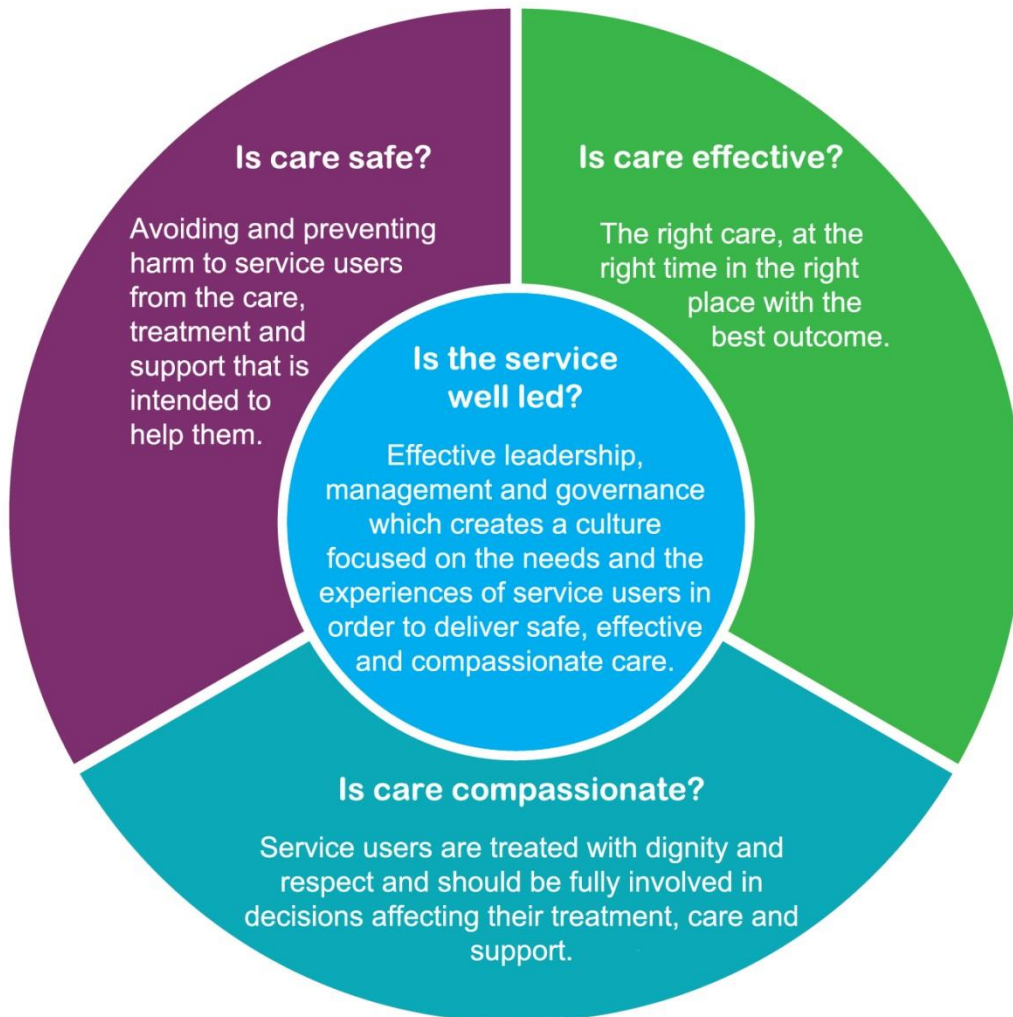 Is care safe?
Avoiding and preventing
harm to service users
from the care,
treatment and
support that is
intended to
help them.
Is care effective?
The right care, at the
right time in the right
place with the
best outcome.
Is the service
well led?
Effective leadership,
management and governance
which creates a culture
focused on the needs and the
experiences of service users in
order to deliver safe, effective
and compassionate care.
Is care compassionate?
Service users are treated with dignity and
respect and should be fully involved in
decisions affecting their treatment, care and
support.